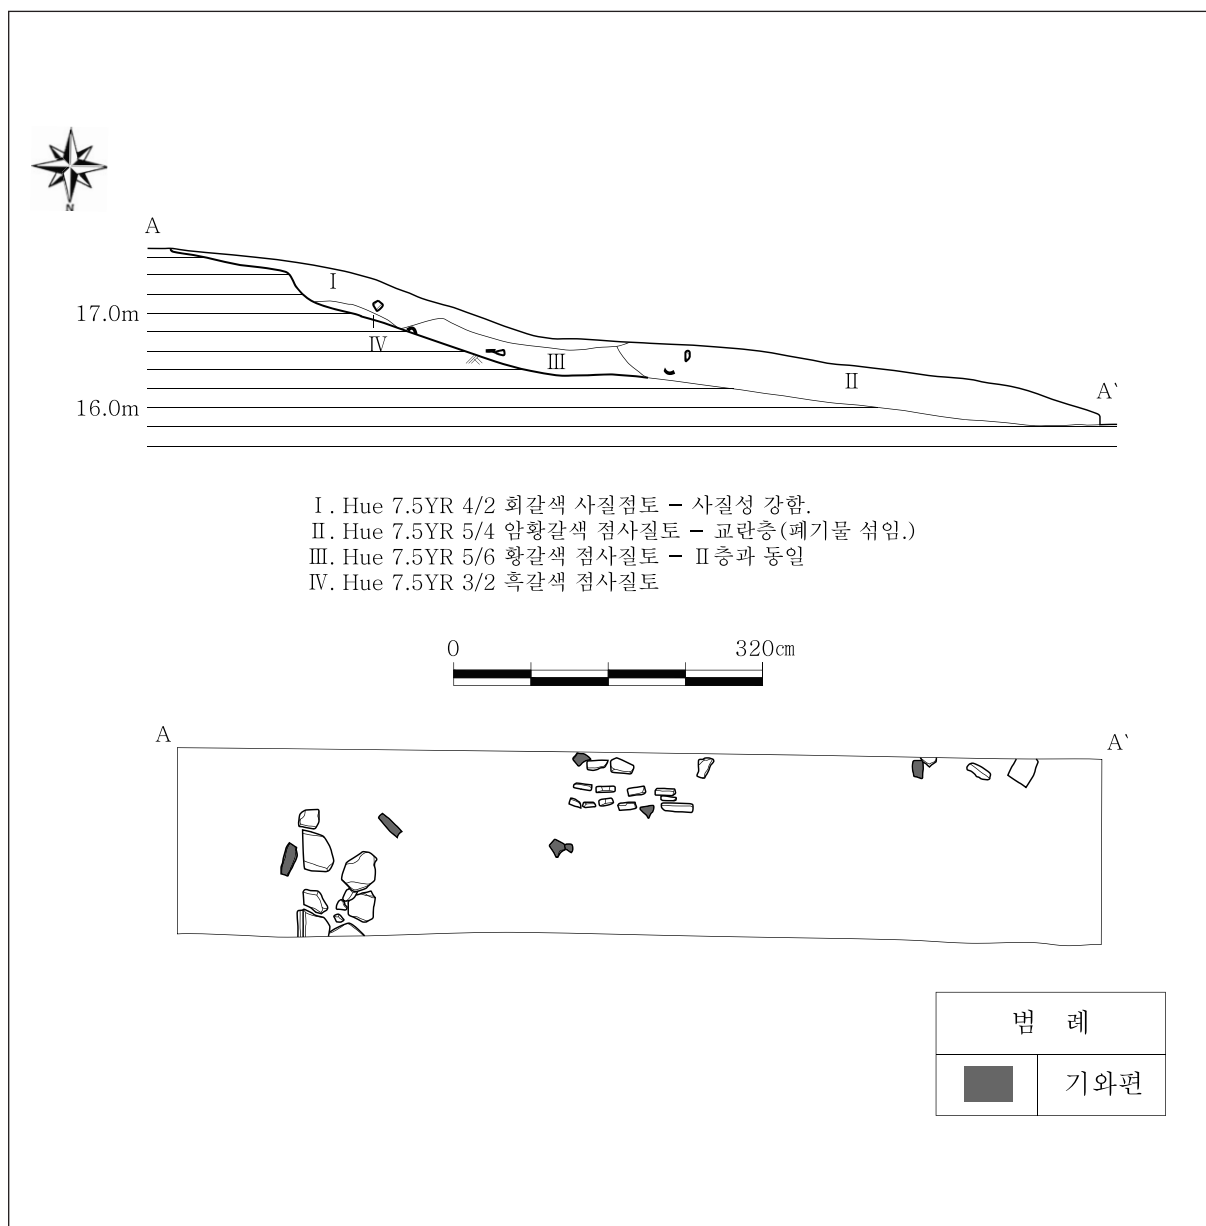 N
A
Ⅰ
17.0m
Ⅳ
Ⅲ
Ⅱ
16.0m
A`
Ⅰ. Hue 7.5YR 4/2 회갈색 사질점토 - 사질성 강함.
Ⅱ. Hue 7.5YR 5/4 암황갈색 점사질토 - 교란층(폐기물 섞임.)
Ⅲ. Hue 7.5YR 5/6 황갈색 점사질토 - Ⅱ층과 동일
Ⅳ. Hue 7.5YR 3/2 흑갈색 점사질토
0 320㎝
A A`
범 례
기와편